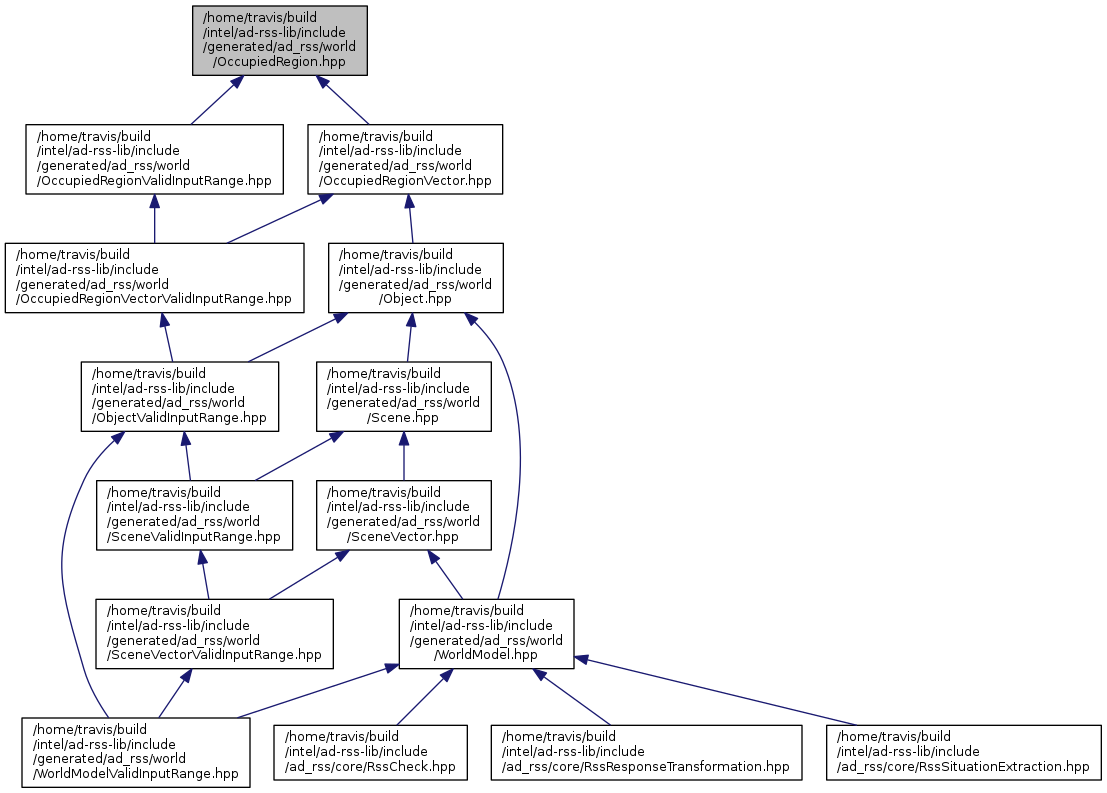 /home/travis/build
/intel/ad-rss-lib/include
/generated/ad_rss/world
/OccupiedRegion.hpp
/home/travis/build
/intel/ad-rss-lib/include
/generated/ad_rss/world
/OccupiedRegionValidInputRange.hpp
/home/travis/build
/intel/ad-rss-lib/include
/generated/ad_rss/world
/OccupiedRegionVector.hpp
/home/travis/build
/intel/ad-rss-lib/include
/generated/ad_rss/world
/OccupiedRegionVectorValidInputRange.hpp
/home/travis/build
/intel/ad-rss-lib/include
/generated/ad_rss/world
/Object.hpp
/home/travis/build
/intel/ad-rss-lib/include
/generated/ad_rss/world
/ObjectValidInputRange.hpp
/home/travis/build
/intel/ad-rss-lib/include
/generated/ad_rss/world
/Scene.hpp
/home/travis/build
/intel/ad-rss-lib/include
/generated/ad_rss/world
/SceneValidInputRange.hpp
/home/travis/build
/intel/ad-rss-lib/include
/generated/ad_rss/world
/SceneVector.hpp
/home/travis/build
/intel/ad-rss-lib/include
/generated/ad_rss/world
/SceneVectorValidInputRange.hpp
/home/travis/build
/intel/ad-rss-lib/include
/generated/ad_rss/world
/WorldModel.hpp
/home/travis/build
/intel/ad-rss-lib/include
/generated/ad_rss/world
/WorldModelValidInputRange.hpp
/home/travis/build
/intel/ad-rss-lib/include
/ad_rss/core/RssCheck.hpp
/home/travis/build
/intel/ad-rss-lib/include
/ad_rss/core/RssResponseTransformation.hpp
/home/travis/build
/intel/ad-rss-lib/include
/ad_rss/core/RssSituationExtraction.hpp